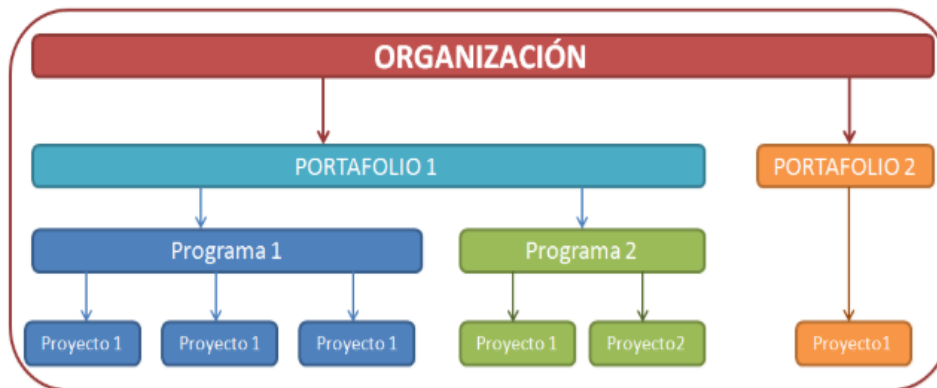 ORGANIZACIÓN
PORTAFOLIO 1
PORTAFOLIO 2
Programa 1
Programa 2
Proyecto 1
Proyecto 1
Proyecto 1
Proyecto 1
Proyecto2
Proyecto1